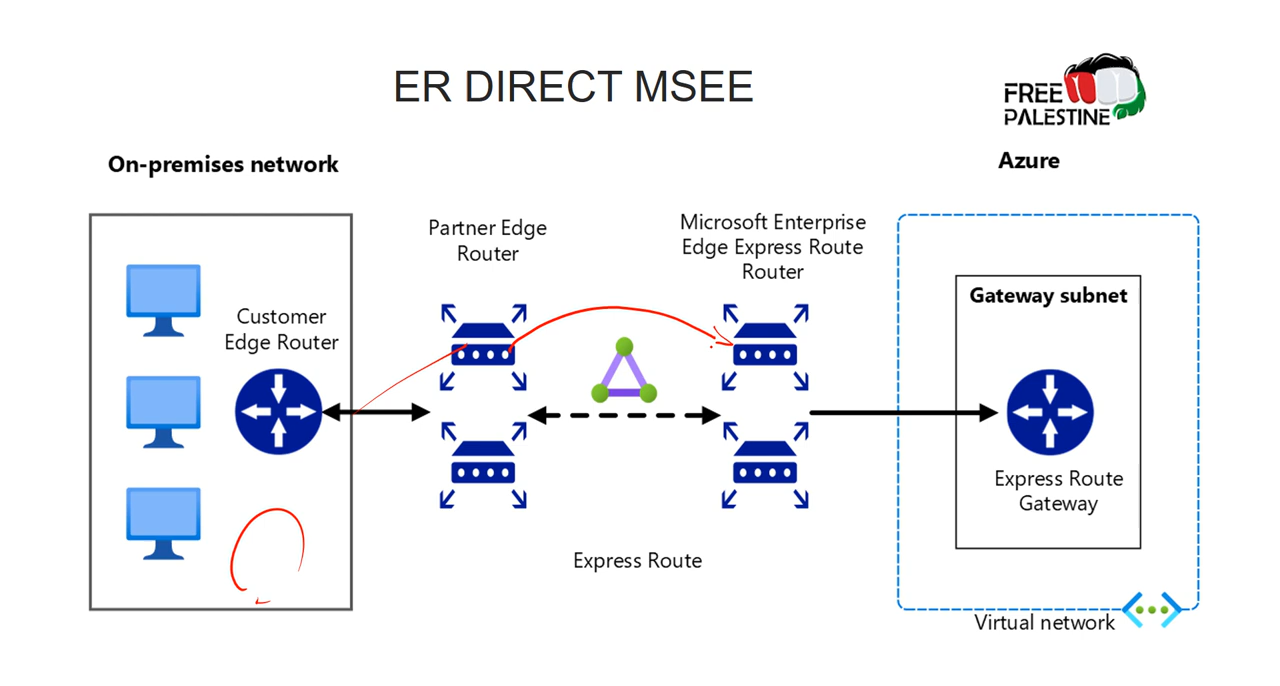 ER DIRECT MSEE
FREE
PALESTINE
On-premises network
Azure
Partner Edge
Router
Microsoft Enterprise
Edge Express Route
Router
Gateway subnet
Customer
Edge Router
Express Route
Gateway
Express Route
Virtual network